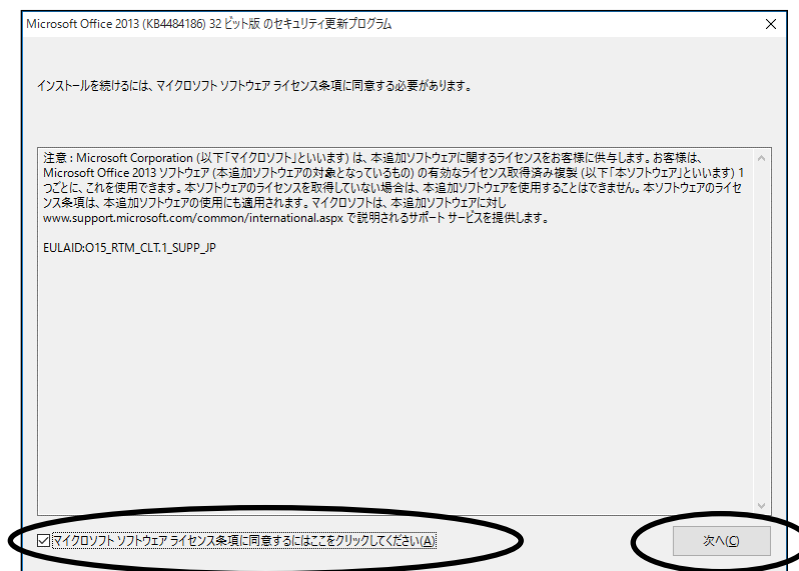 Microsoft Office 2013 (KB4484186) 32 ビット版 のセキュリティ更新プログラム
インストールを続けるには、マイクロソフト ソフトウェア ライセンス条項に同意する必要があります。
注意 : Microsoft Corporation (以下「マイクロソフト」といいます) は、本追加ソフトウェアに関するライセンスをお客様に供与します。お客様は、
Microsoft Office 2013 ソフトウェア (本追加ソフトウェアの対象となっているもの) の有効なライセンス取得済み複製 (以下「本ソフトウェア」といいます) 1
つごとに、これを使用できます。本ソフトウェアのライセンスを取得していない場合は、本追加ソフトウェアを使用することはできません。本ソフトウェアのライセ
ンス条項は、本追加ソフトウェアの使用にも適用されます。マイクロソフトは、本追加ソフトウェアに対し
www.support.microsoft.com/common/international.aspx で説明されるサポート サービスを提供します。
EULAID:O15_RTM_CLT.1_SUPP_JP
マイクロソフト ソフトウェア ライセンス条項に同意するにはここをクリックしてください(A)
次へ(C)